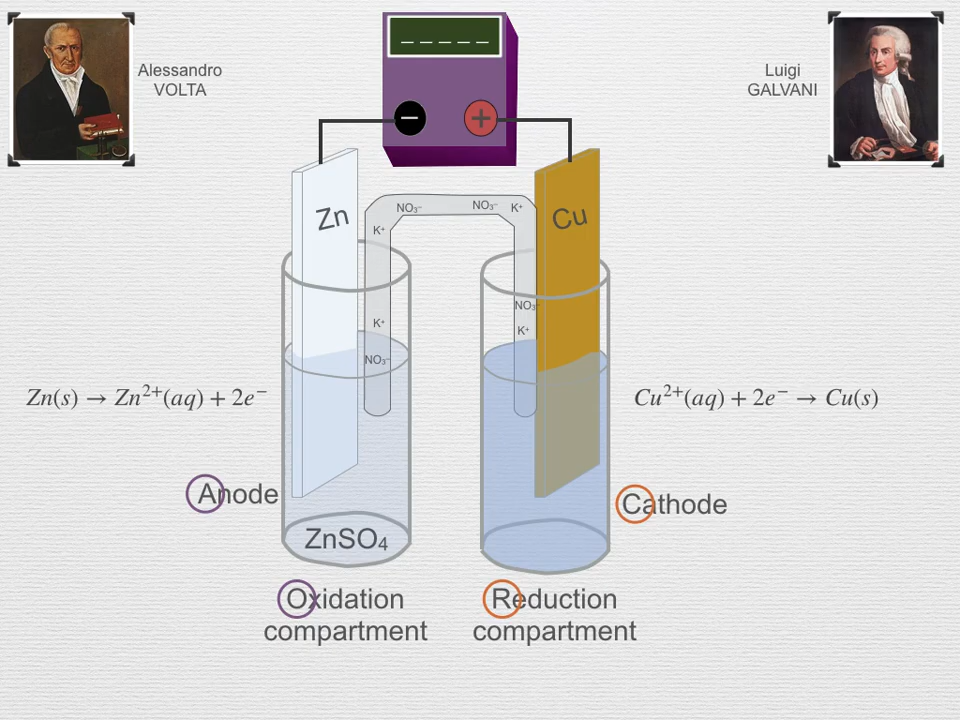 Alessandro
VOLTA
Luigi
GALVANI
– – – – –
−
+
Zn
Cu
NO₃⁻
NO₃⁻
K⁺
K⁺
NO₃⁻
K⁺
K⁺
NO₃⁻
Zn(s) → Zn²⁺(aq) + 2e⁻
Cu²⁺(aq) + 2e⁻ → Cu(s)
Anode
Cathode
ZnSO₄
Oxidation
compartment
Reduction
compartment